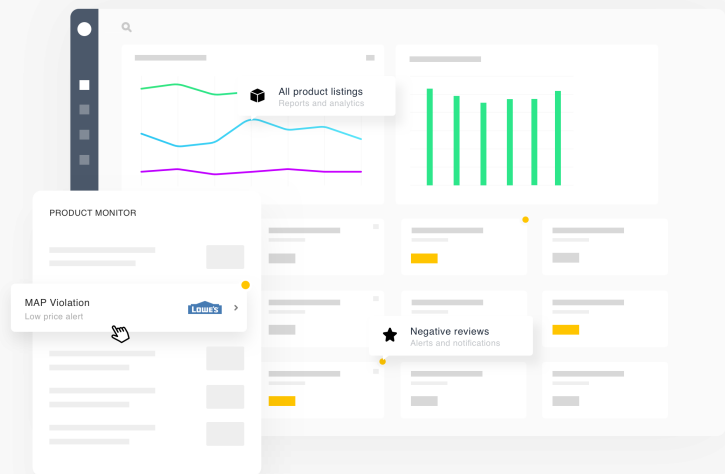 All product listings
Reports and analytics
PRODUCT MONITOR
MAP Violation
Low price alert
LOWE'S
Negative reviews
Alerts and notifications